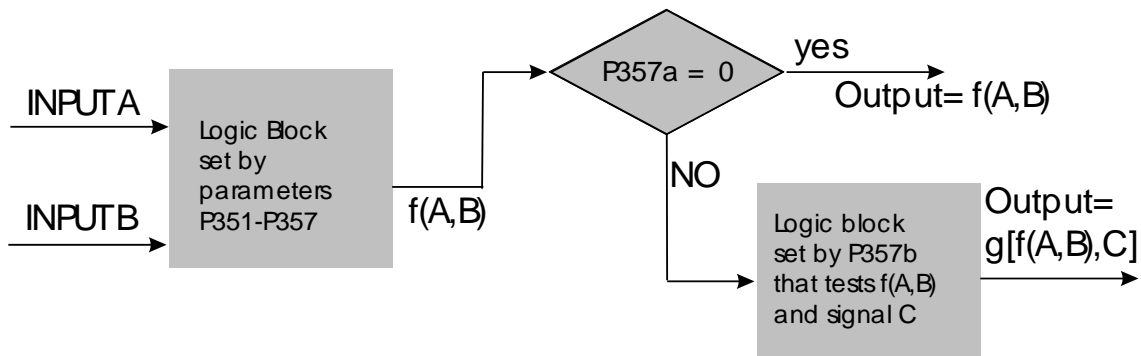 INPUT A
INPUT B
Logic Block
set by
parameters
P351-P357
f(A,B)
P357a = 0
yes
Output= f(A,B)
NO
Logic block
set by P357b
that tests f(A,B)
and signal C
Output=
g[f(A,B),C]